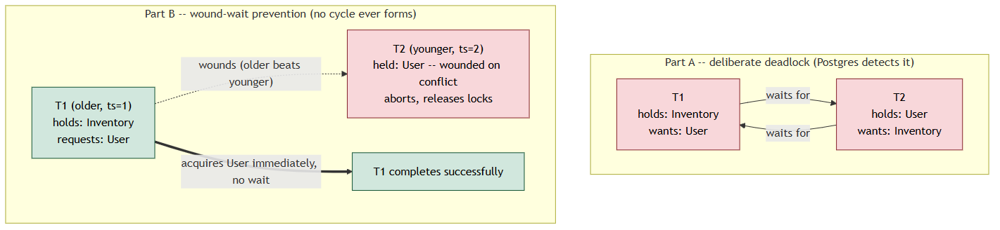 Part B -- wound-wait prevention (no cycle ever forms)
T2 (younger, ts=2)
held: User -- wounded on
conflict
aborts, releases locks
wounds (older beats
younger)
T1 (older, ts=1)
holds: Inventory
requests: User
acquires User immediately,
no wait
T1 completes successfully
Part A -- deliberate deadlock (Postgres detects it)
T1
holds: Inventory
wants: User
waits for
waits for
T2
holds: User
wants: Inventory